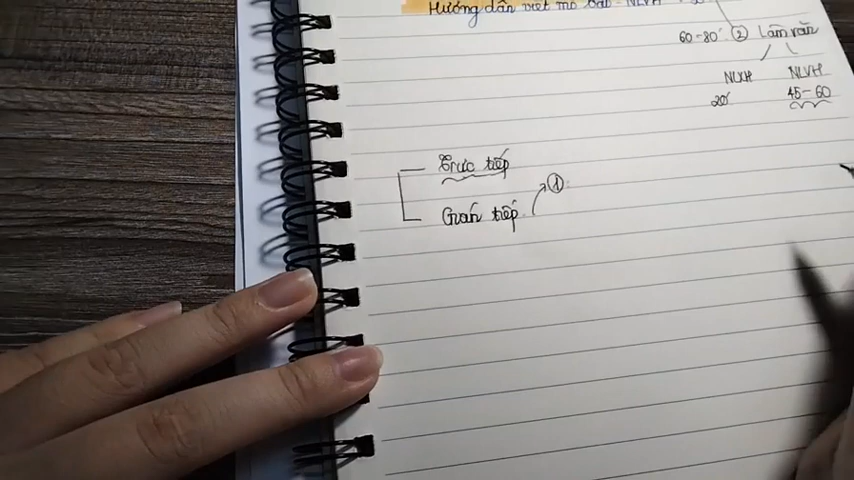 Hướng dẫn viết mở bài - NLVH
60-80' ② Làm văn
NLXH NLVH
20' 45-60
Trực tiếp
Gián tiếp ①